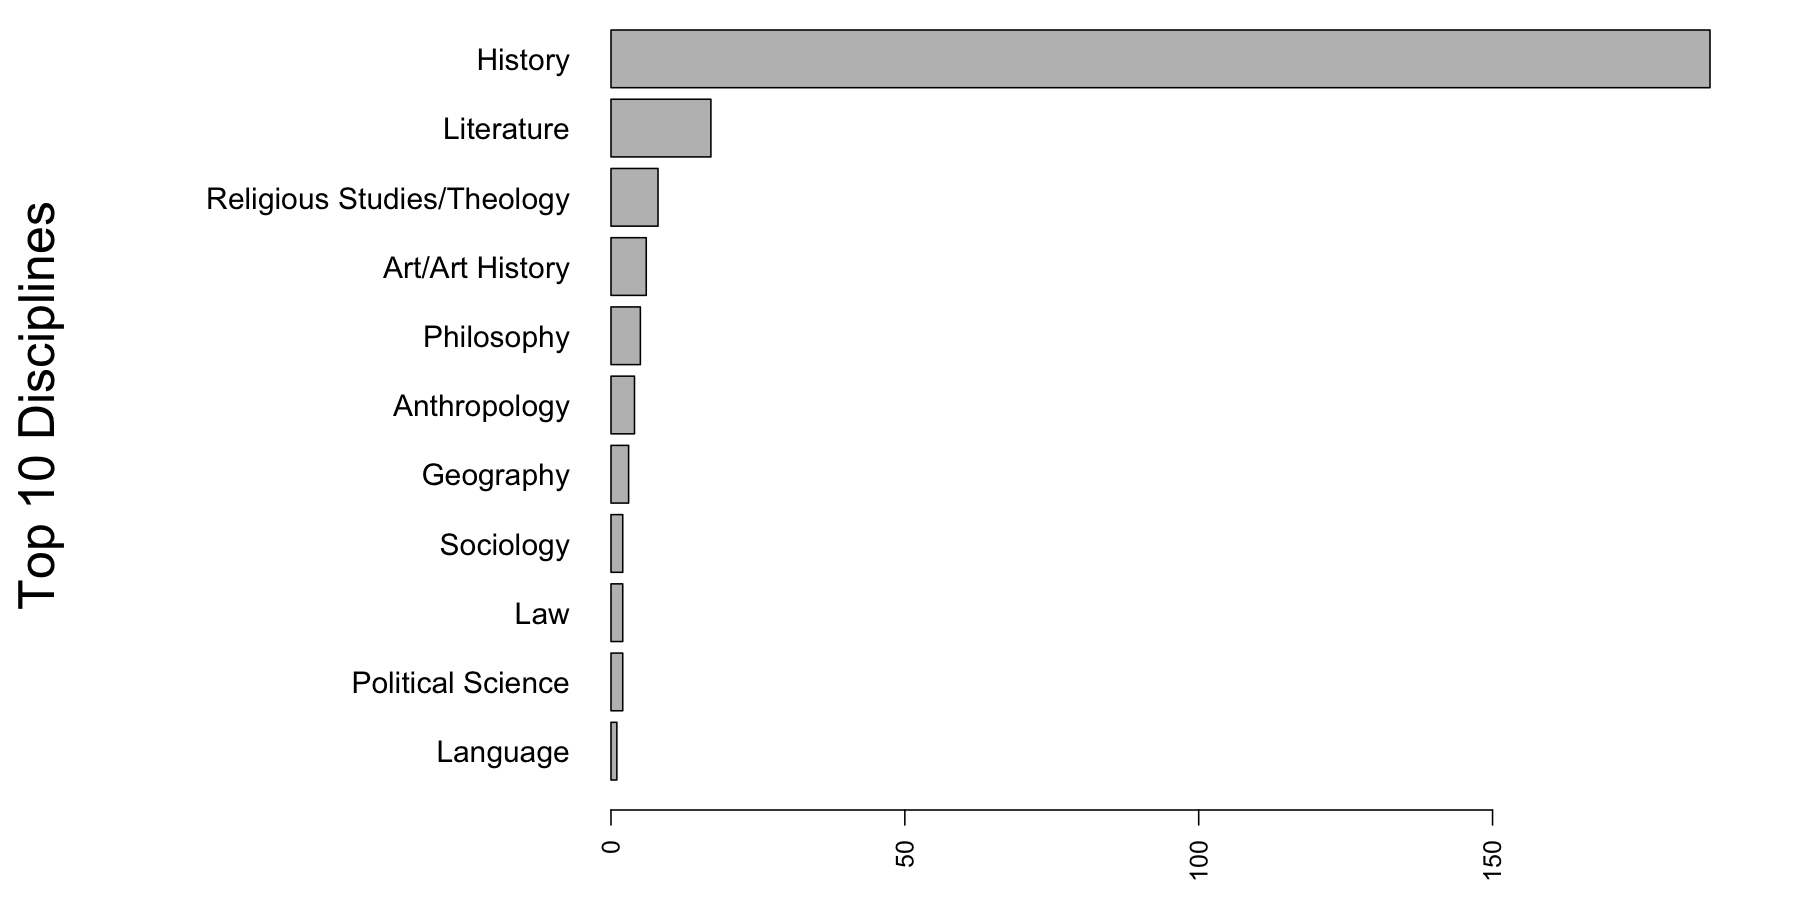 Top 10 Disciplines
History
Literature
Religious Studies/Theology
Art/Art History
Philosophy
Anthropology
Geography
Sociology
Law
Political Science
Language
0
50
100
150